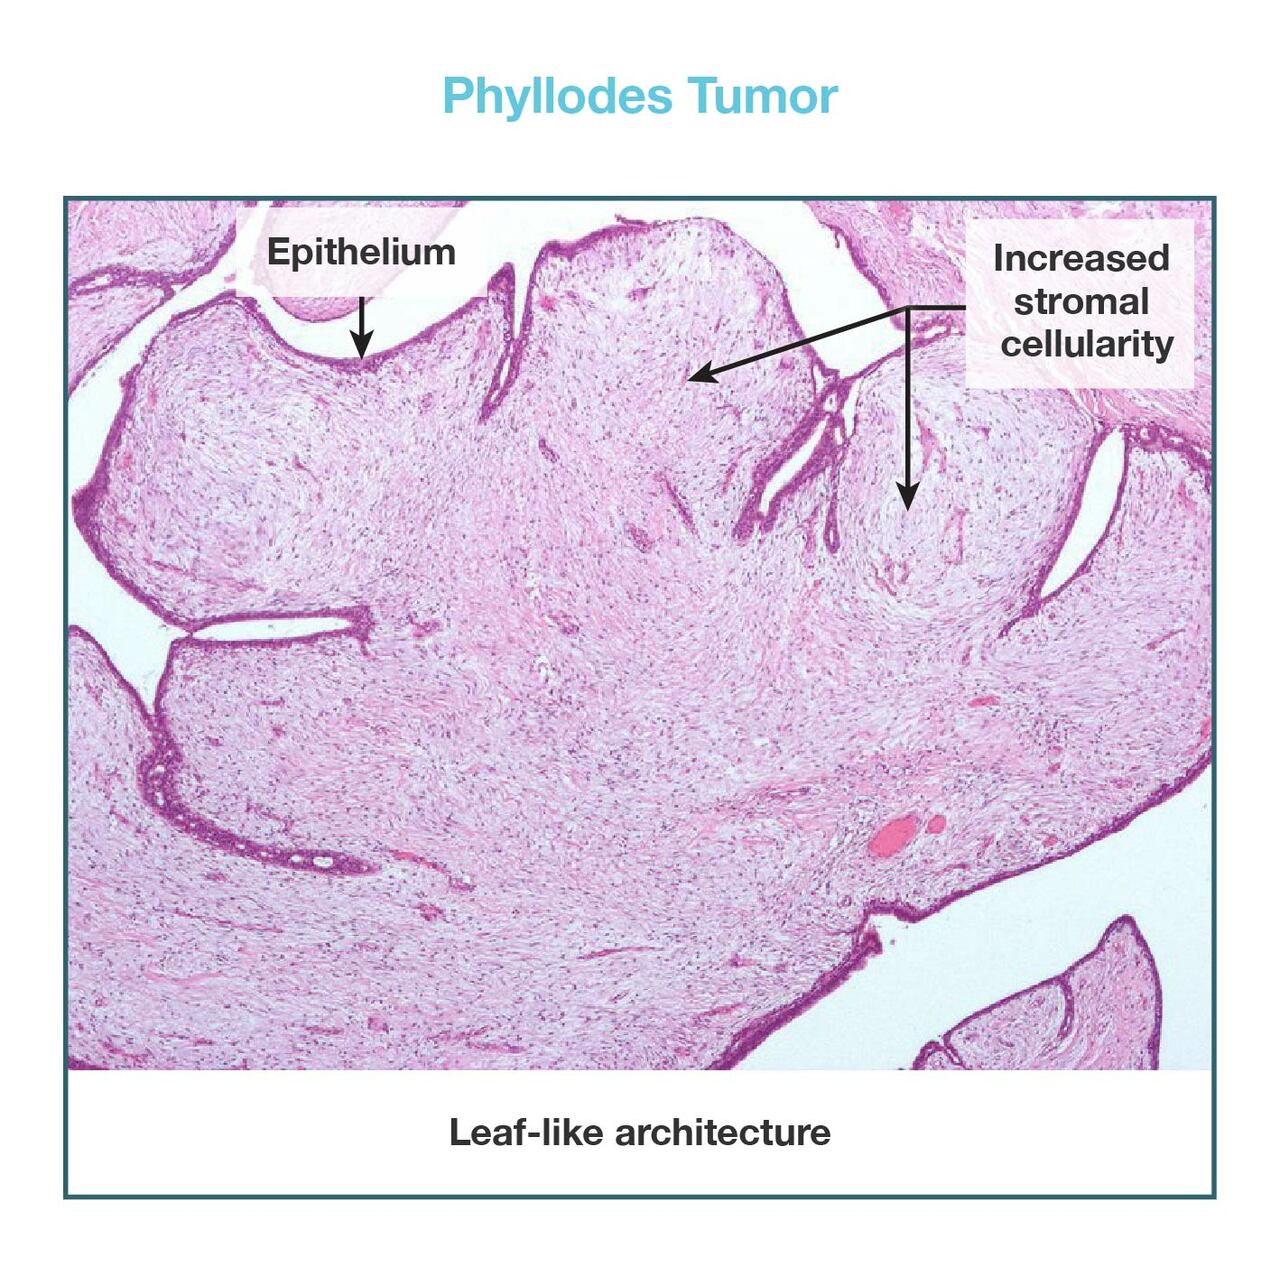 Phyllodes Tumor
Epithelium
Increased
stromal
cellularity
Leaf-like architecture